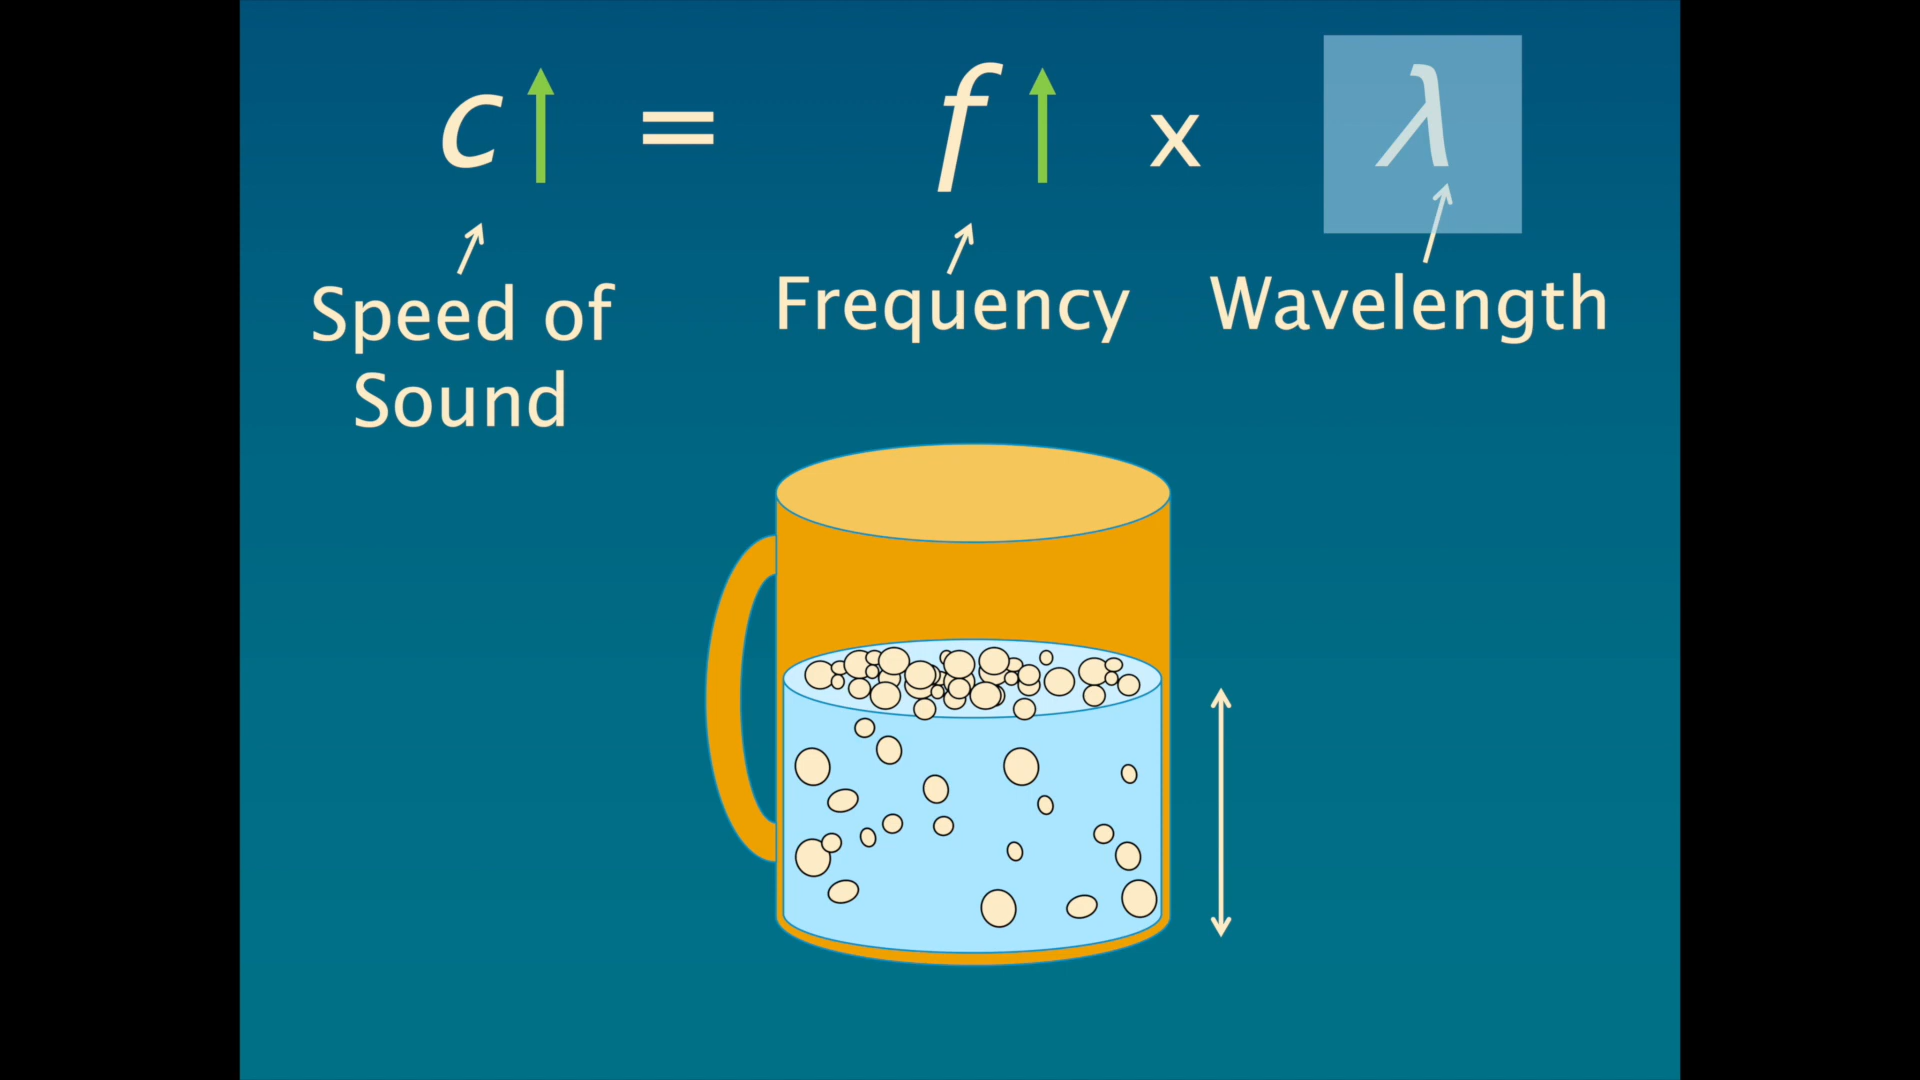 c = f x λ
Speed of
Sound
Frequency
Wavelength